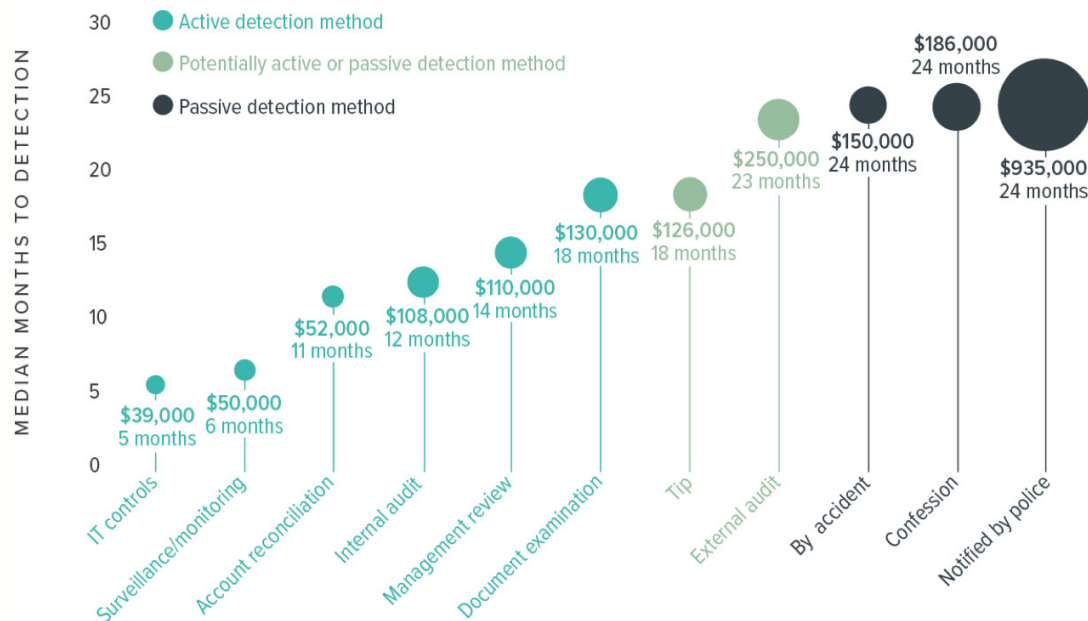 MEDIAN MONTHS TO DETECTION
30
25
20
15
10
5
0
Active detection method
Potentially active or passive detection method
Passive detection method
$39,000
5 months
$50,000
6 months
$52,000
11 months
$108,000
12 months
$110,000
14 months
$130,000
18 months
$126,000
18 months
$250,000
23 months
$150,000
24 months
$186,000
24 months
$935,000
24 months
IT controls
Surveillance/monitoring
Account reconciliation
Internal audit
Management review
Document examination
Tip
External audit
By accident
Confession
Notified by police